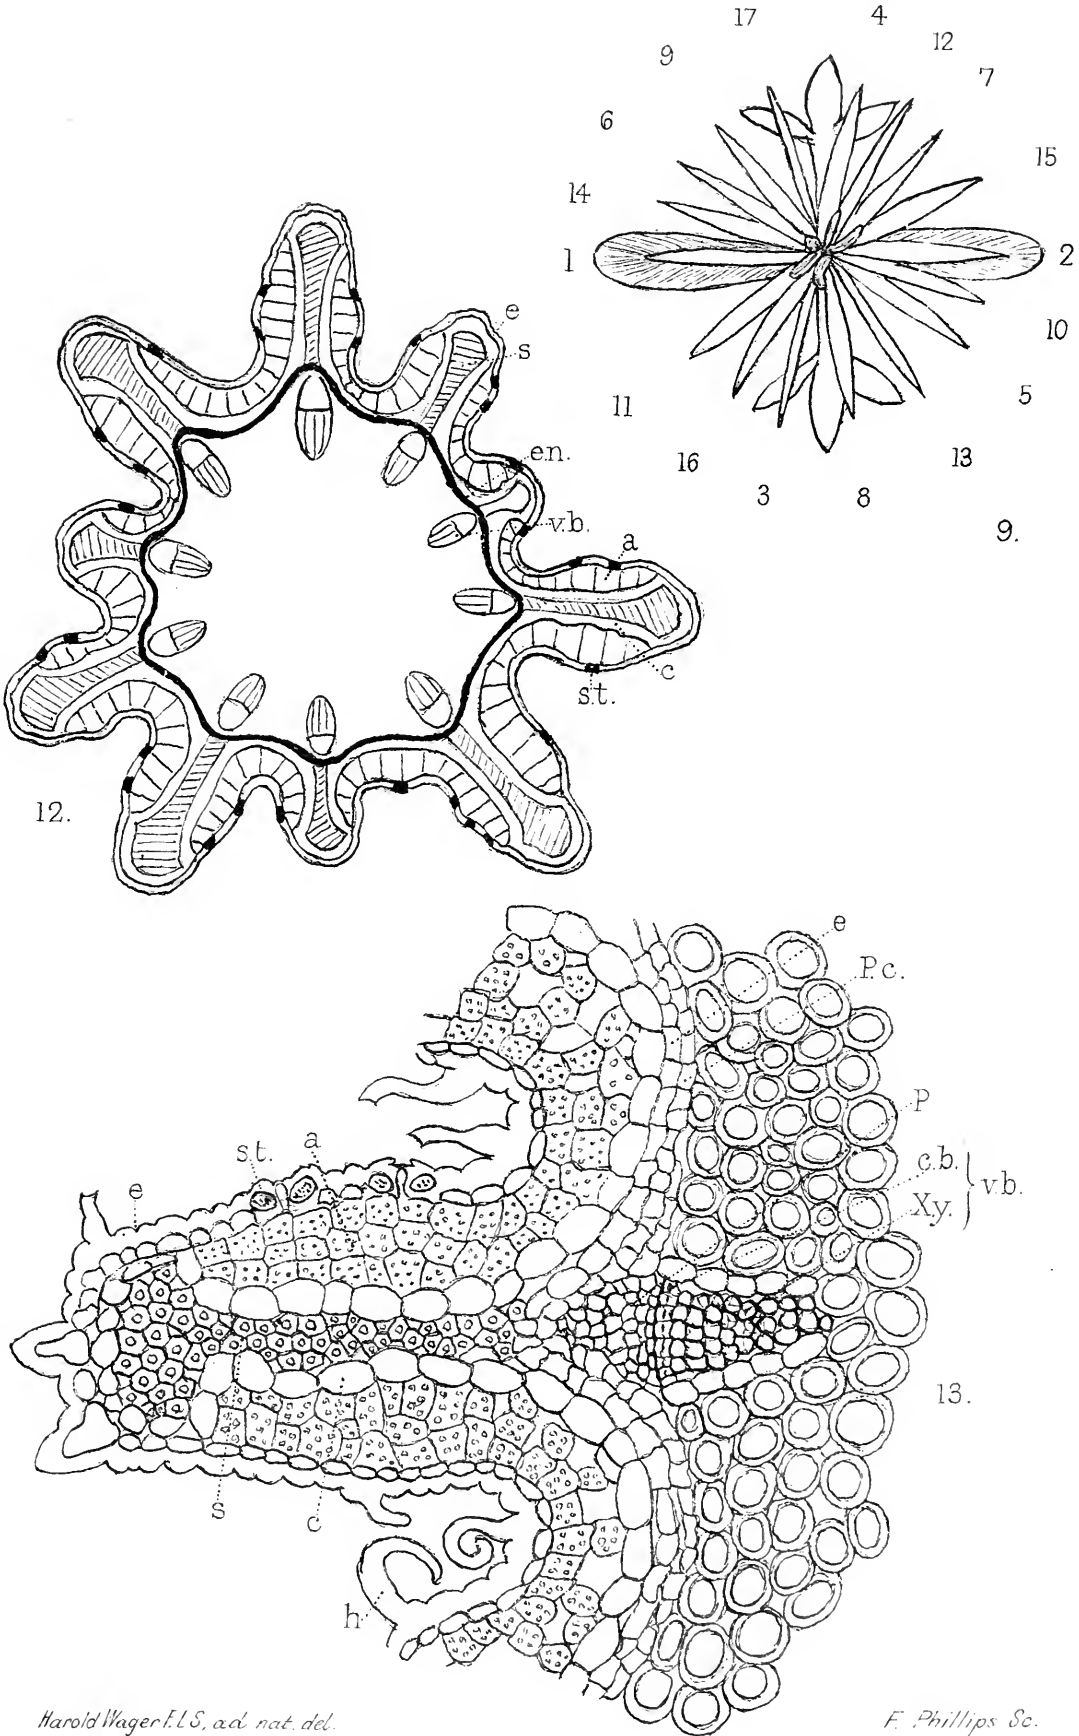 17 4
9 12
7
6
15
14
1 2
10
11 5
16 13
3 8
9.
e
s
en.
v.b.
a
c
s.t.
12.
e
P.c.
P
c.b.
v.b.
Xy.
a
s.t.
e
13.
s c
h
Harold Wager F.L.S, ad nat. del.
F. Phillips Sc.